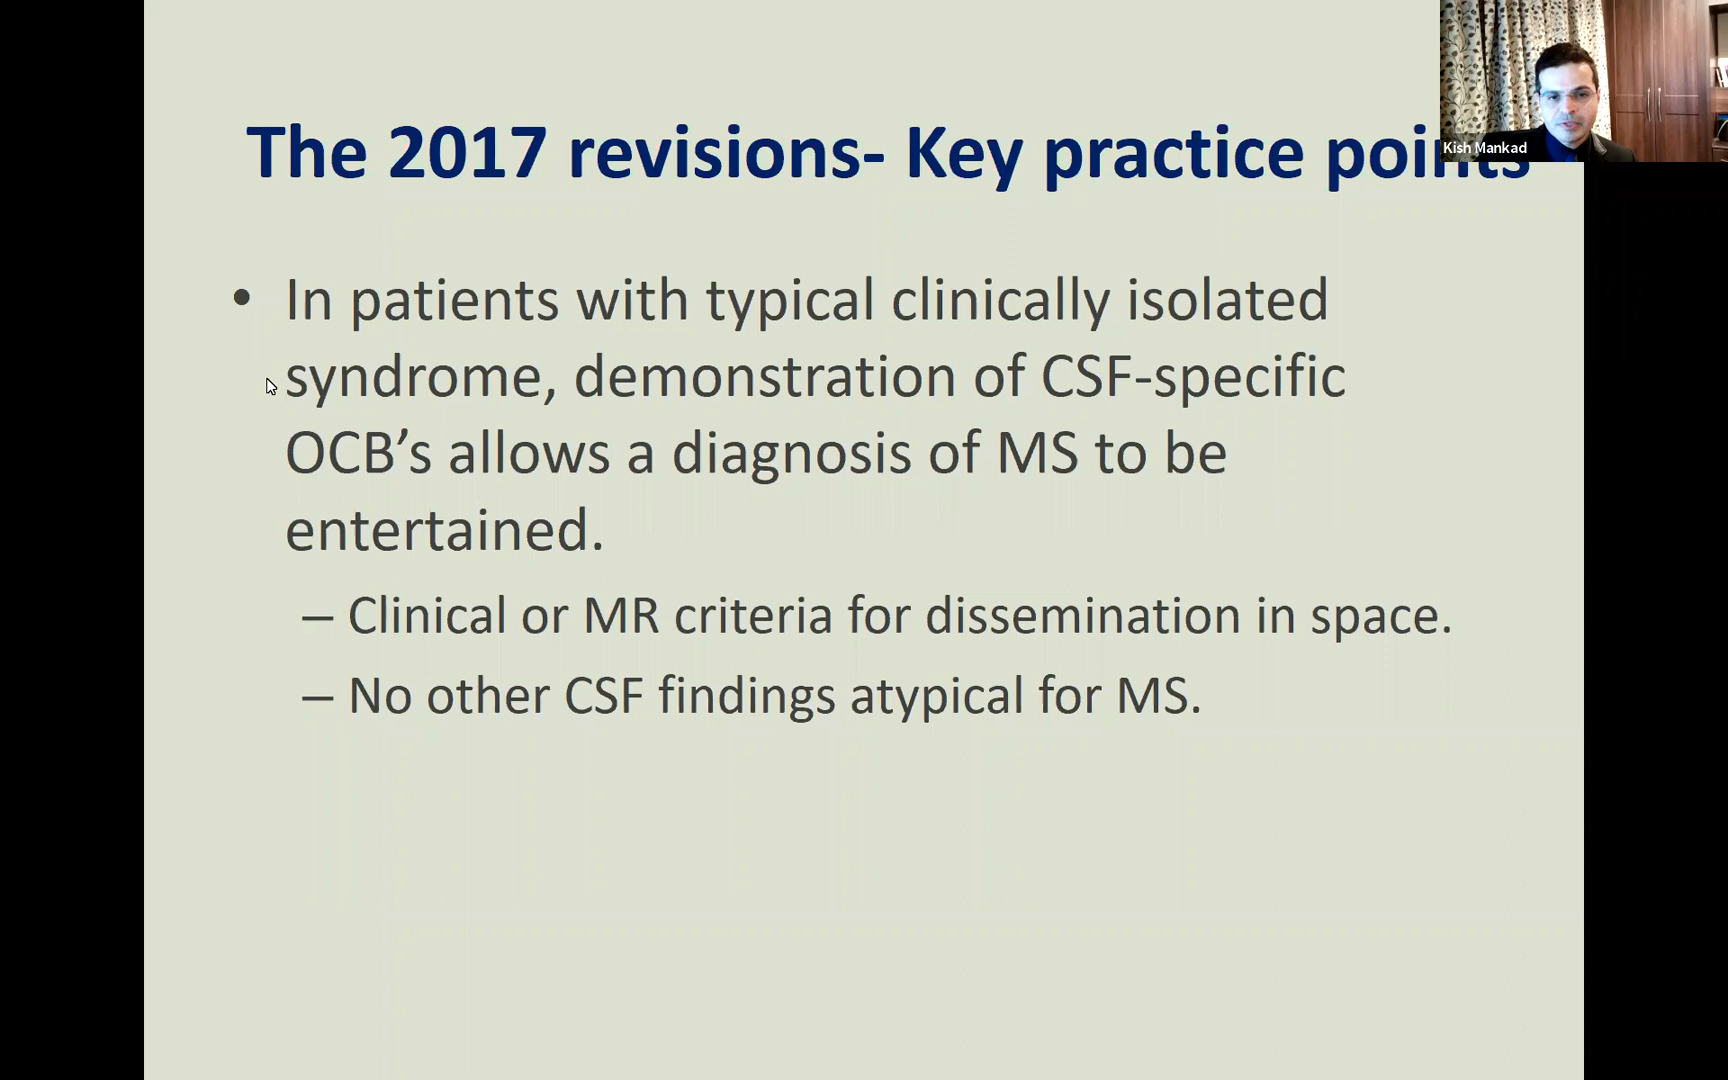 The 2017 revisions- Key practice points
Kish Mankad
• In patients with typical clinically isolated
syndrome, demonstration of CSF-specific
OCB’s allows a diagnosis of MS to be
entertained.
– Clinical or MR criteria for dissemination in space.
– No other CSF findings atypical for MS.